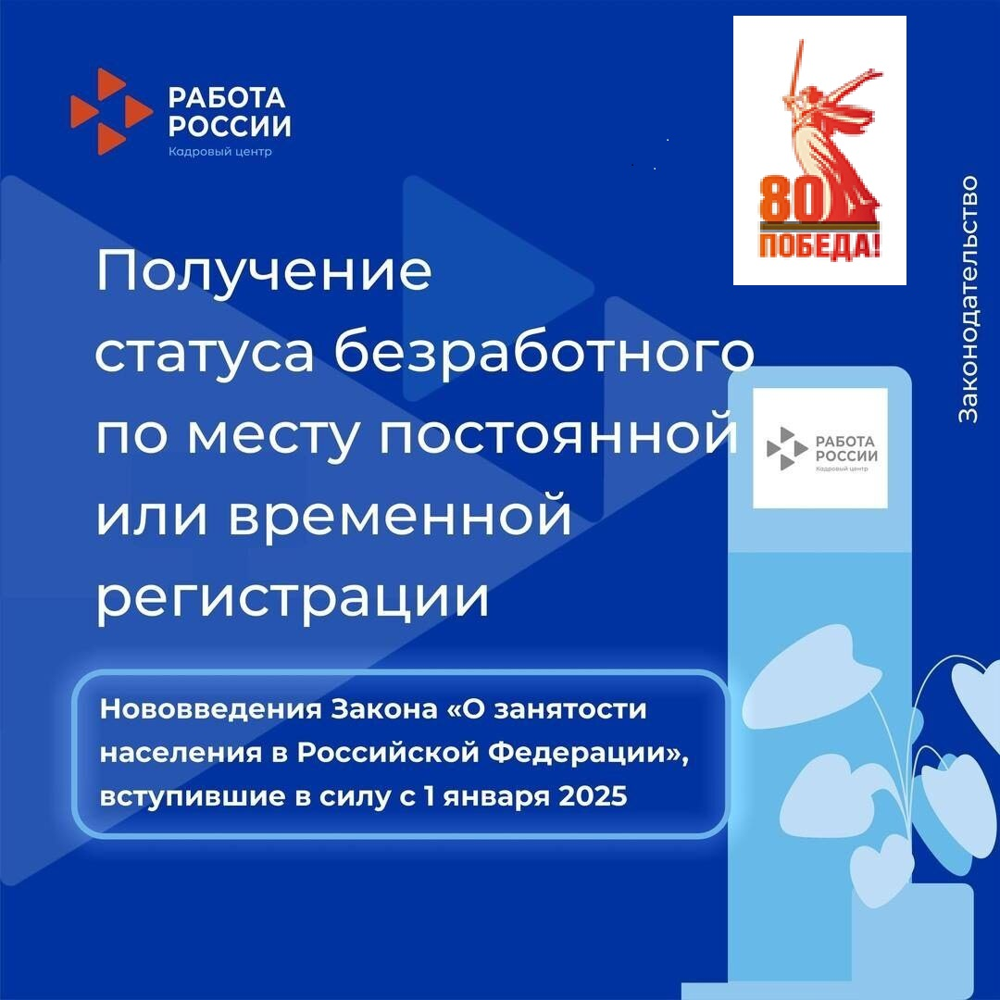 РАБОТА
РОССИИ
Кадровый центр
80
ПОБЕДА!
Законодательство
Получение
статуса безработного
по месту постоянной
или временной
регистрации
РАБОТА
РОССИИ
Кадровый центр
Нововведения Закона «О занятости
населения в Российской Федерации»,
вступившие в силу с 1 января 2025